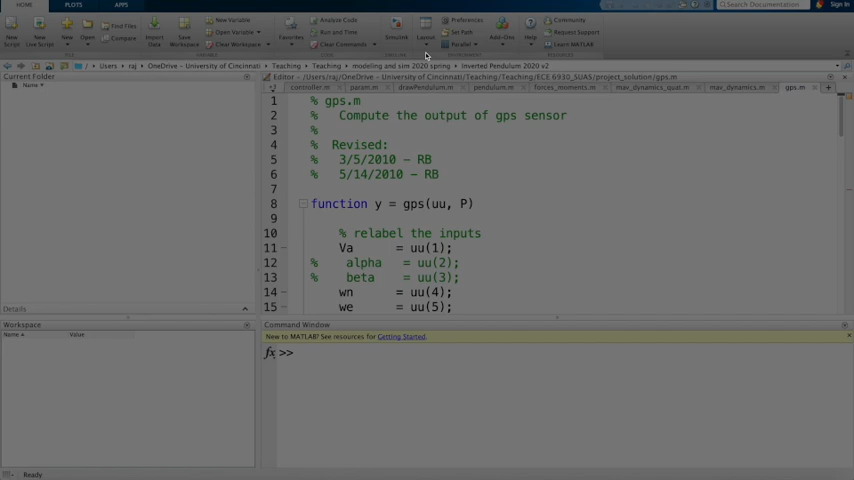 HOME PLOTS APPS Search Documentation Sign In
New Script New Live Script New Open Find Files Compare Import Data Save Workspace New Variable Open Variable Clear Workspace Favorites Analyze Code Run and Time Clear Commands Simulink Layout Preferences Set Path Parallel Add-Ons Help Community Request Support Learn MATLAB
ENVIRONMENT RESOURCES
/ Users raj OneDrive - University of Cincinnati Teaching Teaching modeling and sim 2020 spring Inverted Pendulum 2020 v2
Current Folder
Name
Editor - /Users/raj/OneDrive - University of Cincinnati/Teaching/Teaching/ECE 6930_SUAS/project_solution/gps.m
controller.m param.m drawPendulum.m pendulum.m forces_moments.m mav_dynamics_quat.m mav_dynamics.m gps.m
1 % gps.m
2 % Compute the output of gps sensor
3 %
4 % Revised:
5 % 3/5/2010 - RB
6 % 5/14/2010 - RB
7
8 function y = gps(uu, P)
9
10 % relabel the inputs
11 Va = uu(1);
12 % alpha = uu(2);
13 % beta = uu(3);
14 wn = uu(4);
15 we = uu(5);
Details
Workspace
Name Value
Command Window
New to MATLAB? See resources for Getting Started.
fx >>
Ready